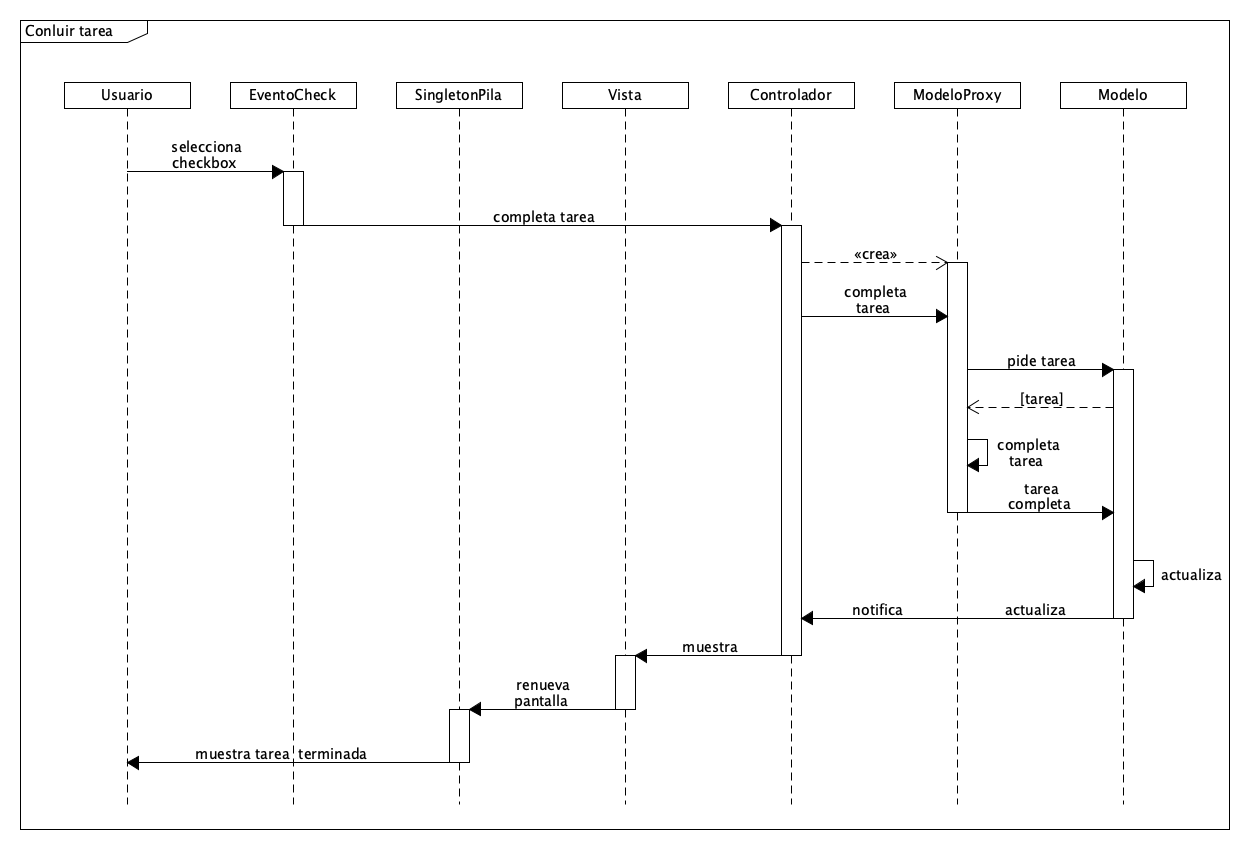 Conluir tarea
Usuario
EventoCheck
SingletonPila
Vista
Controlador
ModeloProxy
Modelo
selecciona
checkbox
completa tarea
«crea»
completa
tarea
pide tarea
[tarea]
completa
tarea
tarea
completa
actualiza
notifica actualiza
muestra
renueva
pantalla
muestra tarea terminada